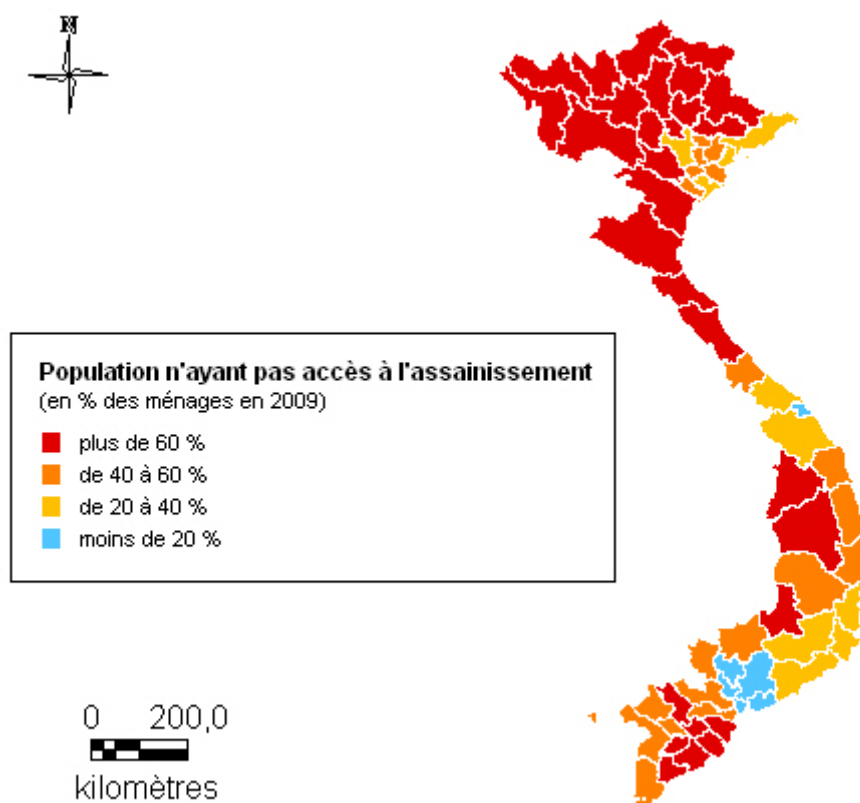 N
Population n'ayant pas accès à l'assainissement
(en % des ménages en 2009)
plus de 60 %
de 40 à 60 %
de 20 à 40 %
moins de 20 %
0 200,0
kilomètres